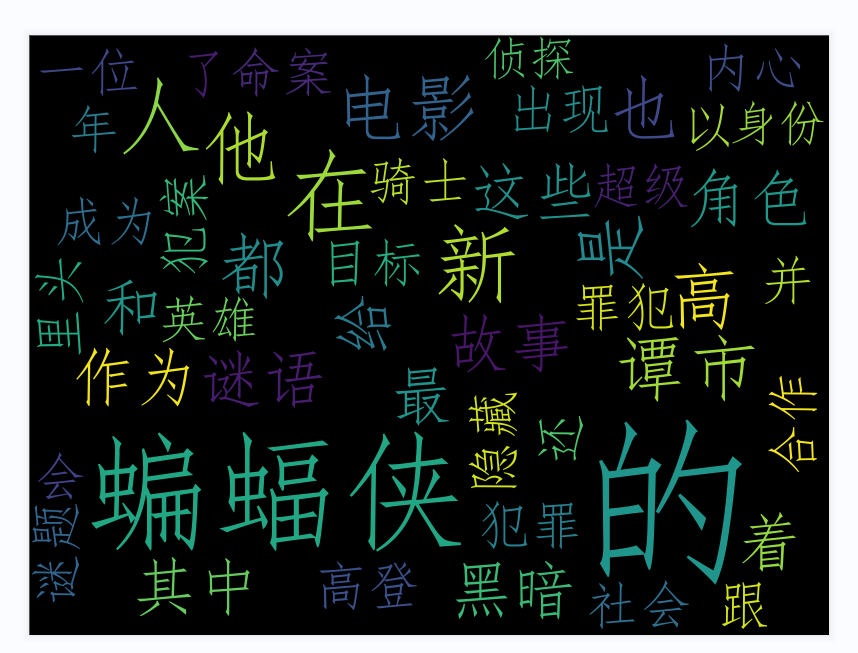 一位
了命案
侦探
内心
年
人
他
电影
出现
也
以身份
在
骑士
这些
超级
角色
成为
犯案
都
目标
新
是
里头
和
英雄
给
故事
罪犯
高
并
作为
谜语
最
谭市
隐藏
还
合作
会
蝙蝠侠
的
谜题
犯罪
着
其中
高登
黑暗
社会
跟